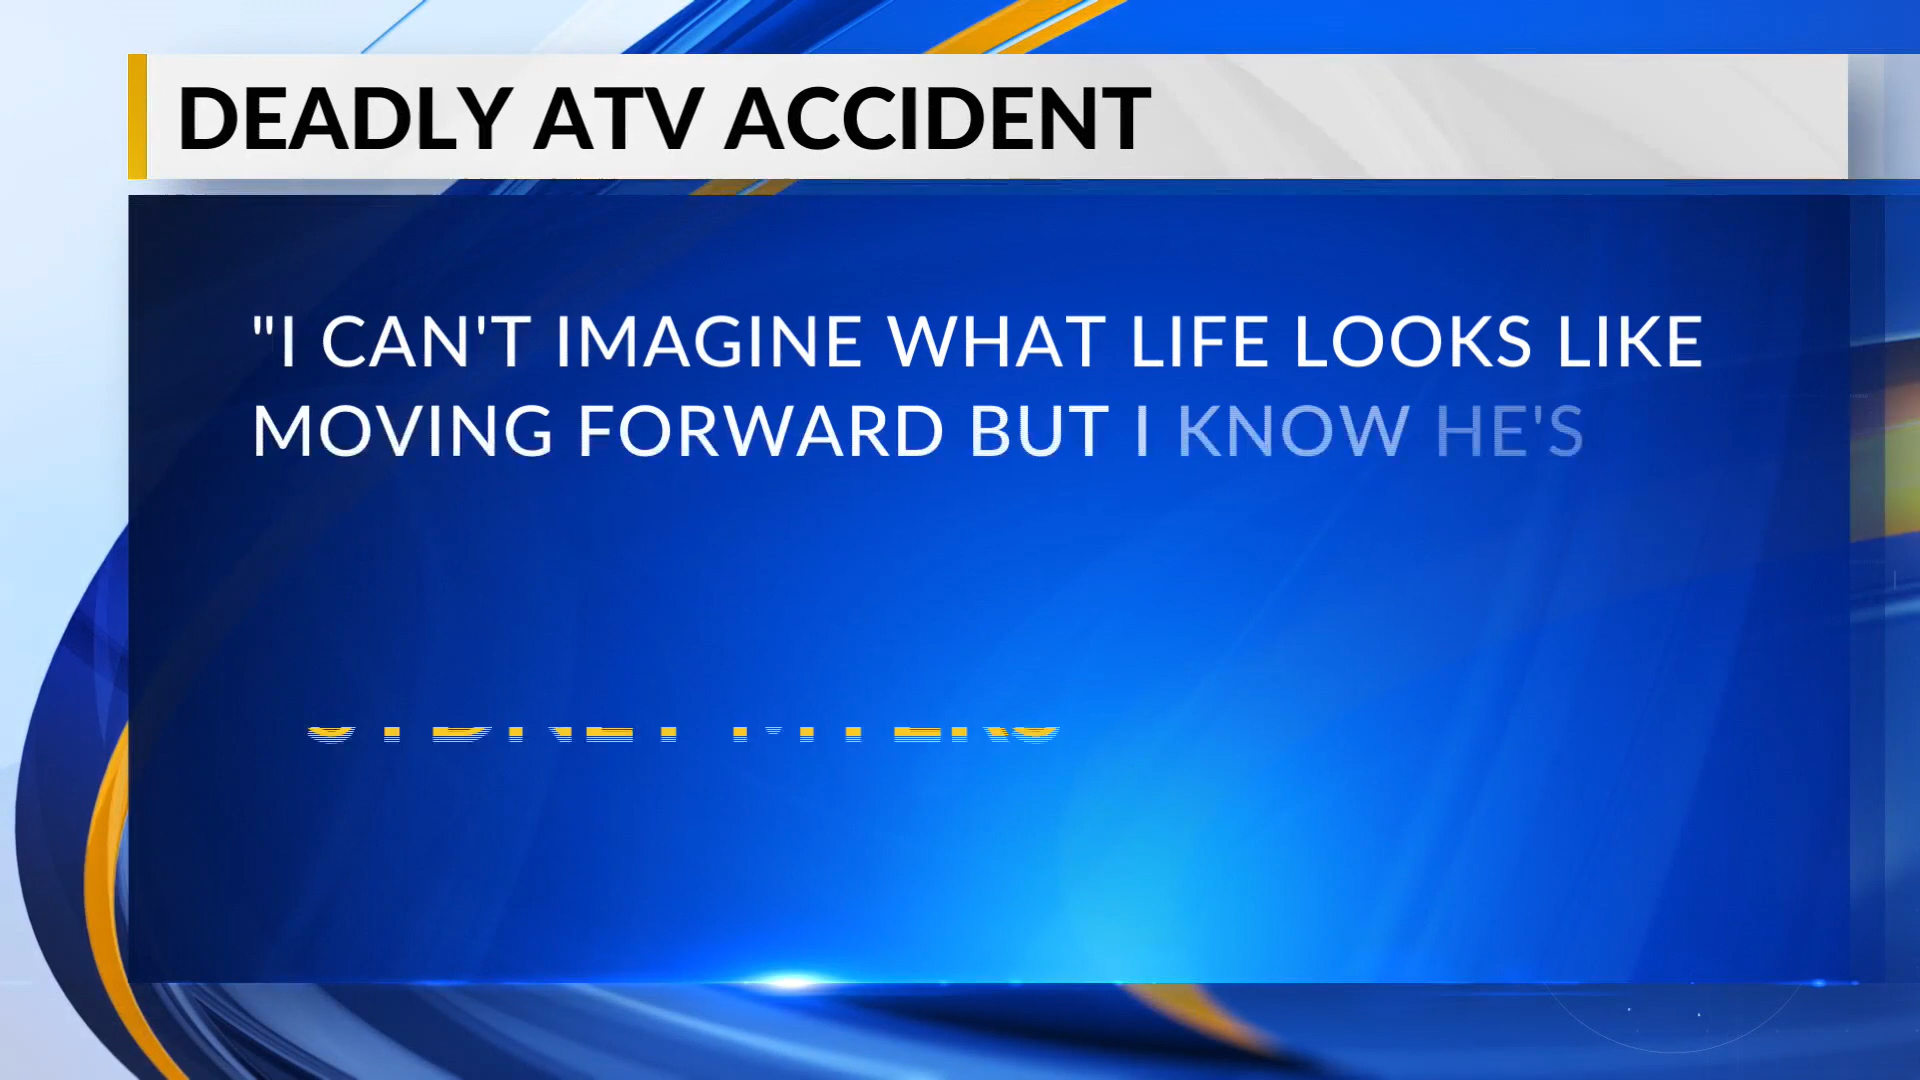 DEADLY ATV ACCIDENT
"I CAN'T IMAGINE WHAT LIFE LOOKS LIKE
MOVING FORWARD BUT I KNOW HE'S